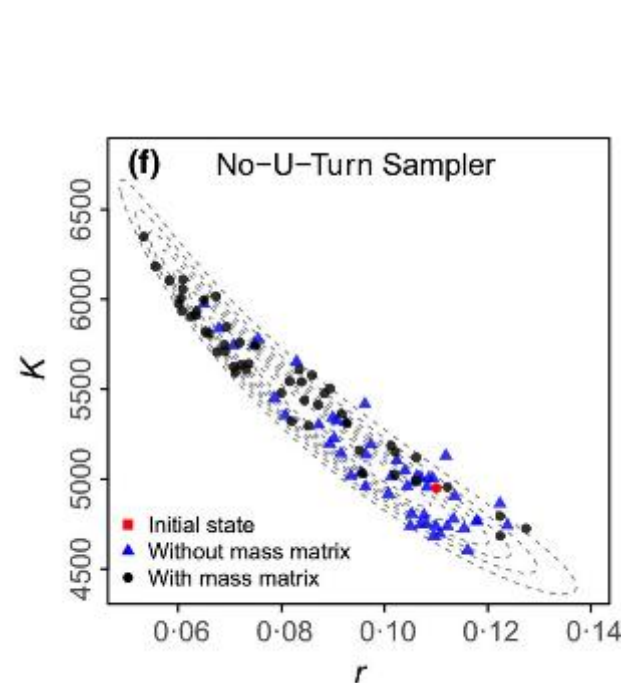 (f) No−U−Turn Sampler
6500
6000
5500
5000
4500
K
Initial state
Without mass matrix
With mass matrix
0·06 0·08 0·10 0·12 0·14
r